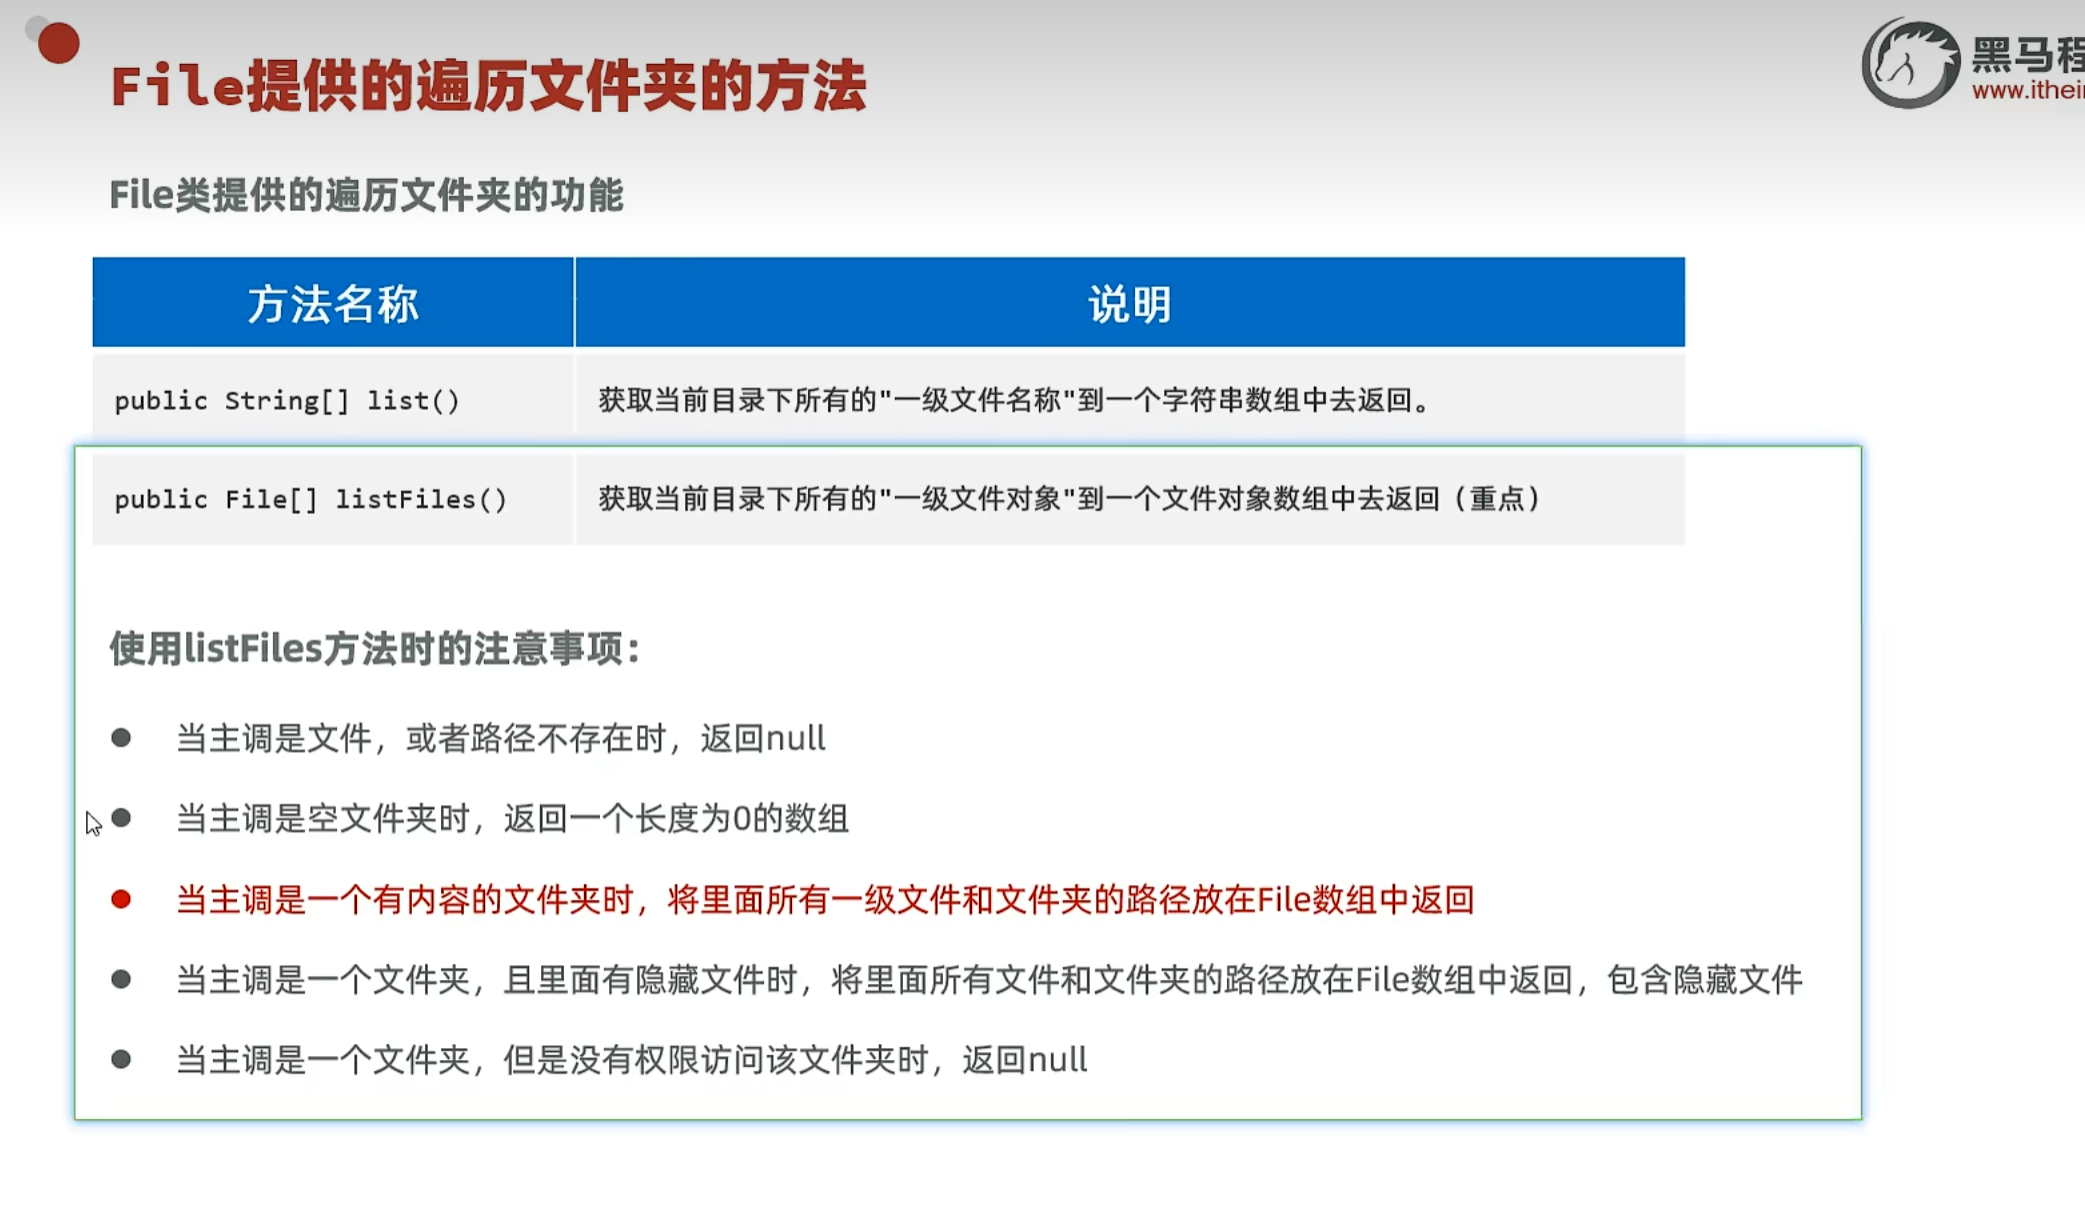 File提供的遍历文件夹的方法
黑马程
www.ithei
File类提供的遍历文件夹的功能
方法名称 说明
public String[] list() 获取当前目录下所有的"一级文件名称"到一个字符串数组中去返回。
public File[] listFiles() 获取当前目录下所有的"一级文件对象"到一个文件对象数组中去返回（重点）
使用listFiles方法时的注意事项：
当主调是文件，或者路径不存在时，返回null
当主调是空文件夹时，返回一个长度为0的数组
当主调是一个有内容的文件夹时，将里面所有一级文件和文件夹的路径放在File数组中返回
当主调是一个文件夹，且里面有隐藏文件时，将里面所有文件和文件夹的路径放在File数组中返回，包含隐藏文件
当主调是一个文件夹，但是没有权限访问该文件夹时，返回null